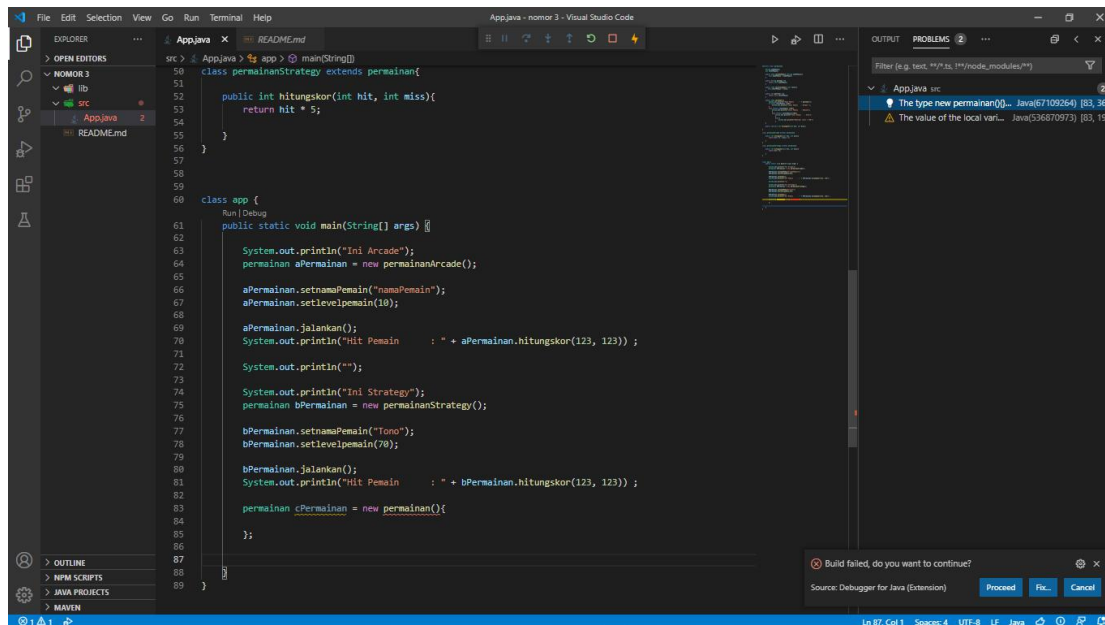 File Edit Selection View Go Run Terminal Help
App.java - nomor 3 - Visual Studio Code
EXPLORER
OPEN EDITORS
NOMOR 3
lib
src
App.java 2
README.md
OUTLINE
NPM SCRIPTS
JAVA PROJECTS
MAVEN
App.java README.md
src > App.java > app > main(String[])
50 class permainanStrategy extends permainan{
51
52 public int hitungskor(int hit, int miss){
53 return hit * 5;
54
55 }
56 }
57
58
59
60 class app {
Run | Debug
61 public static void main(String[] args) {
62
63 System.out.println("Ini Arcade");
64 permainan aPermainan = new permainanArcade();
65
66 aPermainan.setnamaPemain("namaPemain");
67 aPermainan.setlevelpemain(10);
68
69 aPermainan.jalankan();
70 System.out.println("Hit Pemain : " + aPermainan.hitungskor(123, 123)) ;
71
72 System.out.println("");
73
74 System.out.println("Ini Strategy");
75 permainan bPermainan = new permainanStrategy();
76
77 bPermainan.setnamaPemain("Tono");
78 bPermainan.setlevelpemain(70);
79
80 bPermainan.jalankan();
81 System.out.println("Hit Pemain : " + bPermainan.hitungskor(123, 123)) ;
82
83 permainan cPermainan = new permainan(){
84
85 };
86
87
88 }
89 }
OUTPUT PROBLEMS 2
Filter (e.g. text, **/*.ts, !**/node_modules/**)
App.java src 2
The type new permainan(){}... Java(67109264) [83, 36
The value of the local vari... Java(536870973) [83, 19
Build failed, do you want to continue?
Source: Debugger for Java (Extension)
Proceed Fix... Cancel
1 1
Ln 87, Col 1 Spaces: 4 UTF-8 LF Java